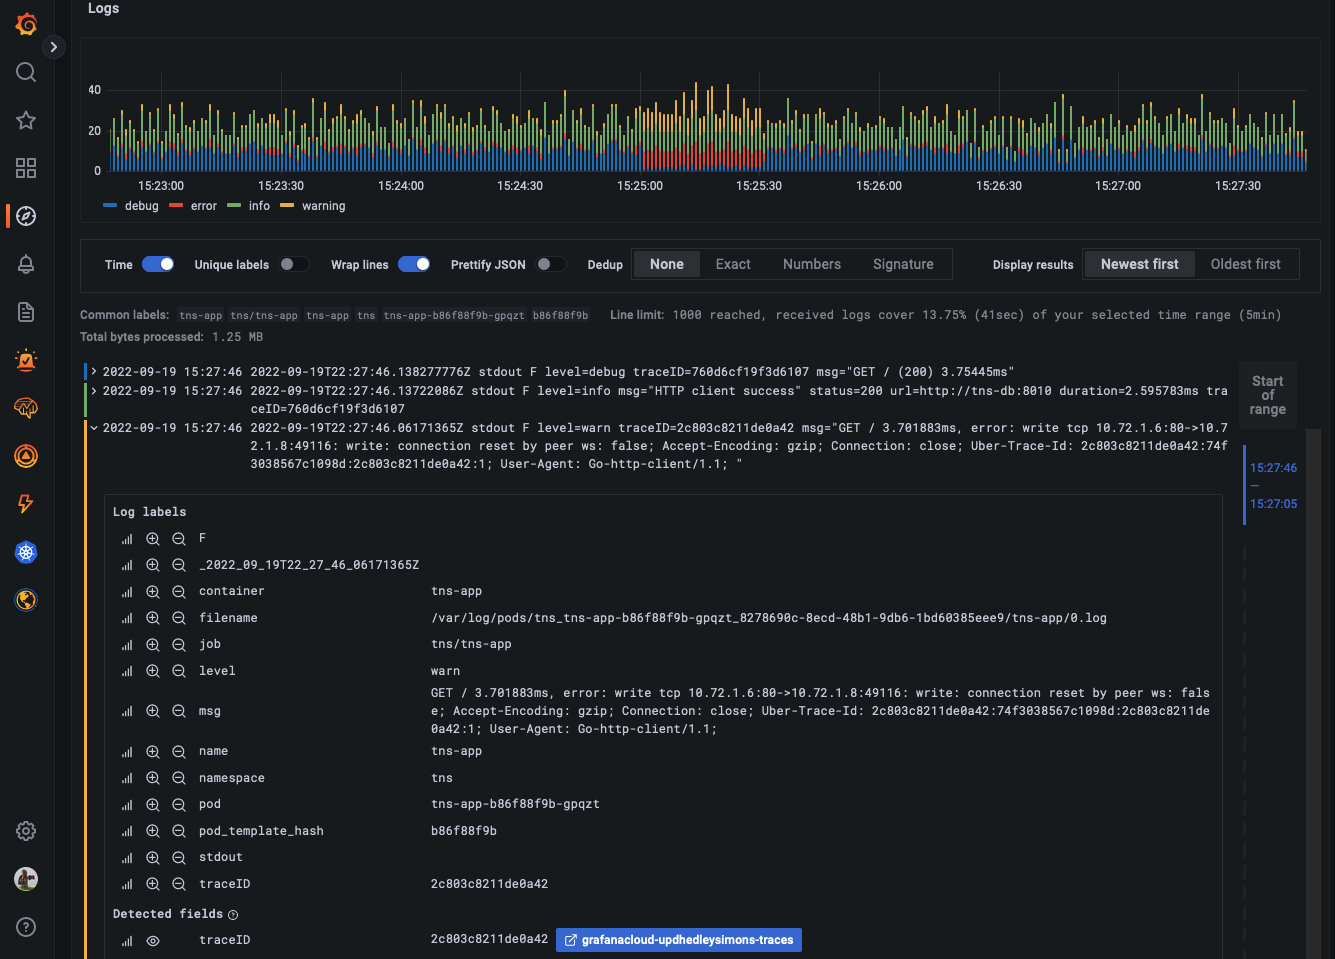 Logs
40
20
0
15:23:00 15:23:30 15:24:00 15:24:30 15:25:00 15:25:30 15:26:00 15:26:30 15:27:00 15:27:30
debug error info warning
Time Unique labels Wrap lines Prettify JSON Dedup None Exact Numbers Signature Display results Newest first Oldest first
Common labels: tns-app tns/tns-app tns-app tns tns-app-b86f88f9b-gpqzt b86f88f9b Line limit: 1000 reached, received logs cover 13.75% (41sec) of your selected time range (5min)
Total bytes processed: 1.25 MB
2022-09-19 15:27:46 2022-09-19T22:27:46.138277776Z stdout F level=debug traceID=760d6cf19f3d6107 msg="GET / (200) 3.75445ms"
2022-09-19 15:27:46 2022-09-19T22:27:46.13722086Z stdout F level=info msg="HTTP client success" status=200 url=http://tns-db:8010 duration=2.595783ms tra
ceID=760d6cf19f3d6107
2022-09-19 15:27:46 2022-09-19T22:27:46.06171365Z stdout F level=warn traceID=2c803c8211de0a42 msg="GET / 3.701883ms, error: write tcp 10.72.1.6:80->10.7
2.1.8:49116: write: connection reset by peer ws: false; Accept-Encoding: gzip; Connection: close; Uber-Trace-Id: 2c803c8211de0a42:74f
3038567c1098d:2c803c8211de0a42:1; User-Agent: Go-http-client/1.1; "
Start
of
range
15:27:46
—
15:27:05
Log labels
F
_2022_09_19T22_27_46_06171365Z
container tns-app
filename /var/log/pods/tns_tns-app-b86f88f9b-gpqzt_8278690c-8ecd-48b1-9db6-1bd60385eee9/tns-app/0.log
job tns/tns-app
level warn
msg GET / 3.701883ms, error: write tcp 10.72.1.6:80->10.72.1.8:49116: write: connection reset by peer ws: fals
e; Accept-Encoding: gzip; Connection: close; Uber-Trace-Id: 2c803c8211de0a42:74f3038567c1098d:2c803c8211de
0a42:1; User-Agent: Go-http-client/1.1;
name tns-app
namespace tns
pod tns-app-b86f88f9b-gpqzt
pod_template_hash b86f88f9b
stdout
traceID 2c803c8211de0a42
Detected fields
traceID 2c803c8211de0a42 grafanacloud-updhedleysimons-traces